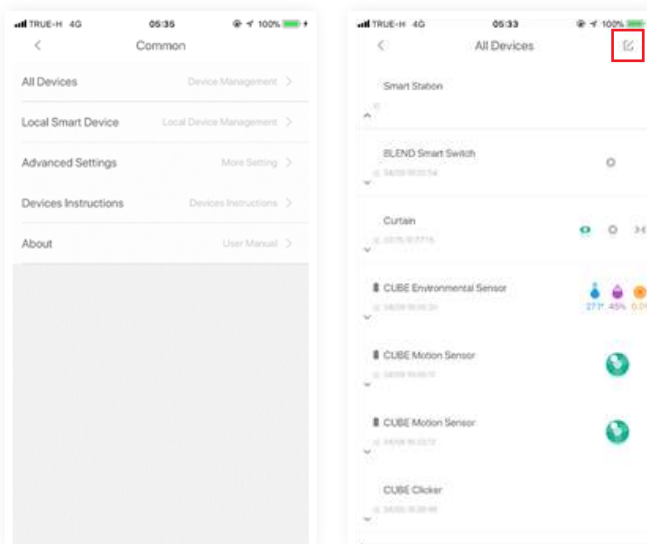 TRUE-H 4G 05:35 100%
Common
All Devices Device Management
Local Smart Device Local Device Management
Advanced Settings More Setting
Devices Instructions Devices Instructions
About User Manual
TRUE-H 4G 05:33 100%
All Devices
Smart Station
BLEND Smart Switch
Curtain
CUBE Environmental Sensor
45%
CUBE Motion Sensor
CUBE Motion Sensor
CUBE Clicker